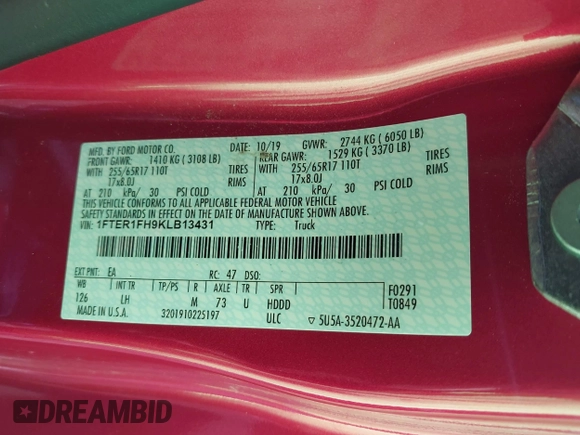 MFD. BY FORD MOTOR CO. DATE: 10/19 GVWR: 2744 KG ( 6050 LB)
FRONT GAWR: 1410 KG ( 3108 LB) REAR GAWR: 1529 KG ( 3370 LB)
WITH 255/65R17 110T TIRES WITH 255/65R17 110T TIRES
17x8.0J RIMS 17x8.0J RIMS
AT 210 kPa/ 30 PSI COLD AT 210 kPa/ 30 PSI COLD
THIS VEHICLE CONFORMS TO ALL APPLICABLE FEDERAL MOTOR VEHICLE
SAFETY STANDARDS IN EFFECT ON THE DATE OF MANUFACTURE SHOWN ABOVE.
VIN: 1FTER1FH9KLB13431 TYPE: Truck
EXT PNT: EA RC: 47 DSO:
WB INT TR TP/PS R AXLE TR SPR F0291
126 LH M 73 U HDDD T0849
MADE IN U.S.A. 3201910225197 ULC ▽ 5U5A-3520472-AA
DREAMBID